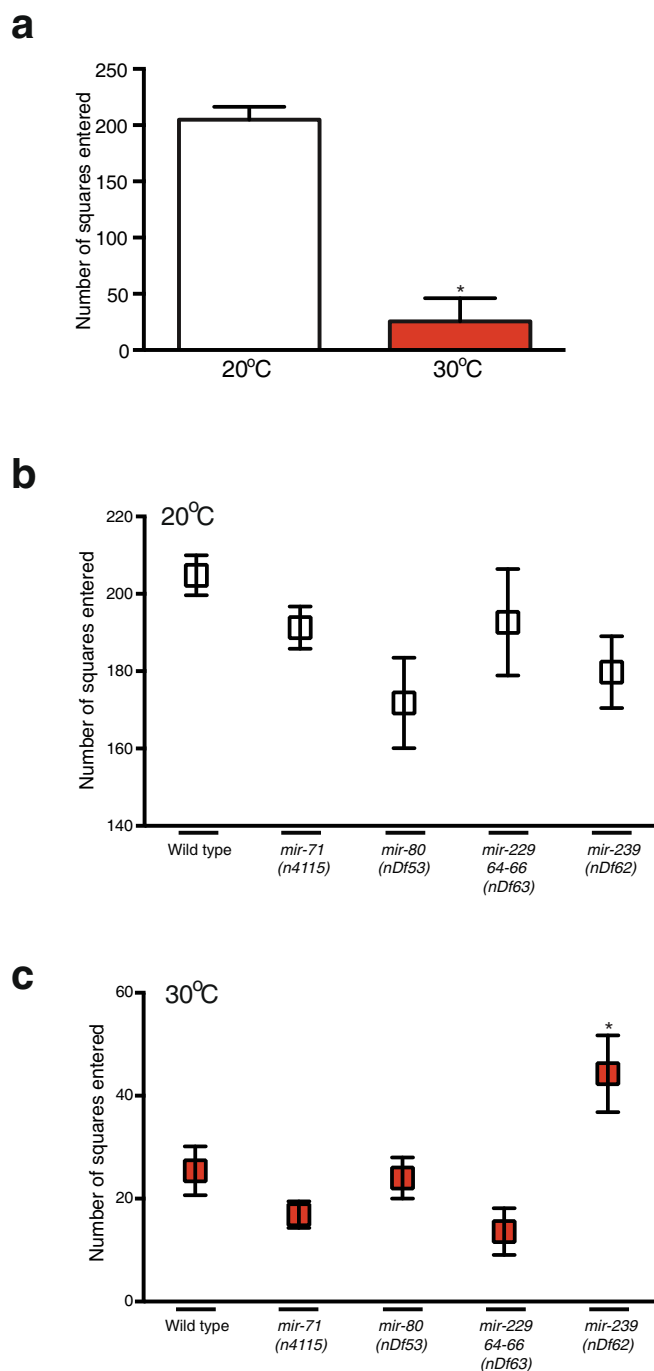 a
Number of squares entered
250
200
150
200
50
0
*
20°C
30°C
b
20°C
Number of squares entered
220
200
180
160
140
Wild type
mir-71
(n4115)
mir-80
(nDf53)
mir-229
64-66
(nDf63)
mir-239
(nDf62)
c
30°C
Number of squares entered
60
40
20
0
*
Wild type
mir-71
(n4115)
mir-80
(nDf53)
mir-229
64-66
(nDf63)
mir-239
(nDf62)